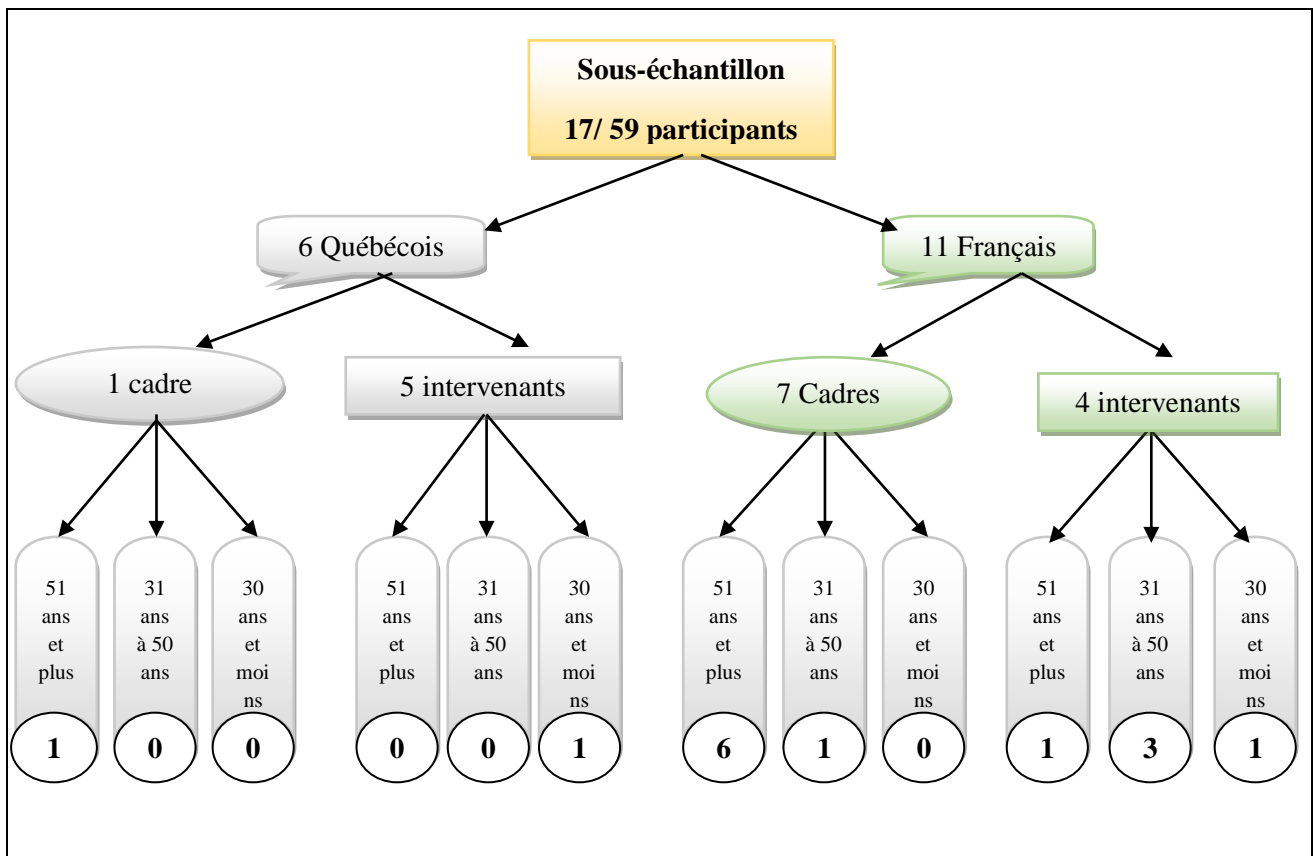 Sous-échantillon
17/ 59 participants
6 Québécois
11 Français
1 cadre
5 intervenants
7 Cadres
4 intervenants
51
ans
et
plus
31
ans
à 50
ans
30
ans
et
moi
ns
51
ans
et
plus
31
ans
à 50
ans
30
ans
et
moi
ns
51
ans
et
plus
31
ans
à 50
ans
30
ans
et
moi
ns
51
ans
et
plus
31
ans
à 50
ans
30
ans
et
moi
ns
1
0
0
0
0
1
6
1
0
1
3
1